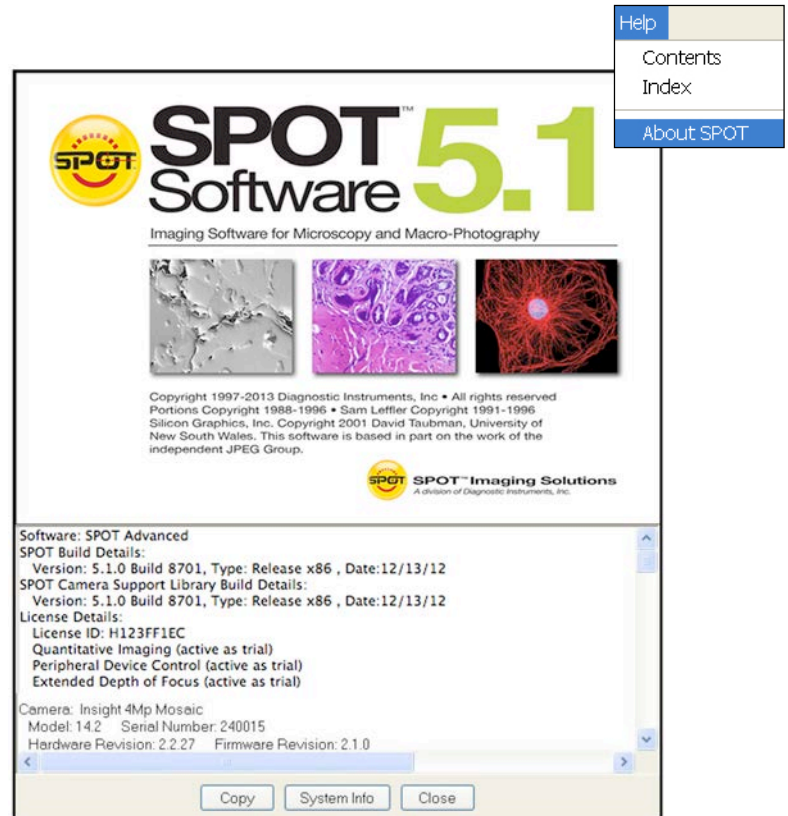 Help
Contents
Index
About SPOT
SPOT
SPOT™ 5.1
Software
Imaging Software for Microscopy and Macro-Photography
Copyright 1997-2013 Diagnostic Instruments, Inc • All rights reserved
Portions Copyright 1988-1996 • Sam Leffler Copyright 1991-1996
Silicon Graphics, Inc. Copyright 2001 David Taubman, University of
New South Wales. This software is based in part on the work of the
independent JPEG Group.
SPOT
SPOT™ Imaging Solutions
A division of Diagnostic Instruments, Inc.
Software: SPOT Advanced
SPOT Build Details:
Version: 5.1.0 Build 8701, Type: Release x86 , Date:12/13/12
SPOT Camera Support Library Build Details:
Version: 5.1.0 Build 8701, Type: Release x86 , Date:12/13/12
License Details:
License ID: H123FF1EC
Quantitative Imaging (active as trial)
Peripheral Device Control (active as trial)
Extended Depth of Focus (active as trial)
Camera: Insight 4Mp Mosaic
Model: 14.2 Serial Number: 240015
Hardware Revision: 2.2.27 Firmware Revision: 2.1.0
Copy System Info Close